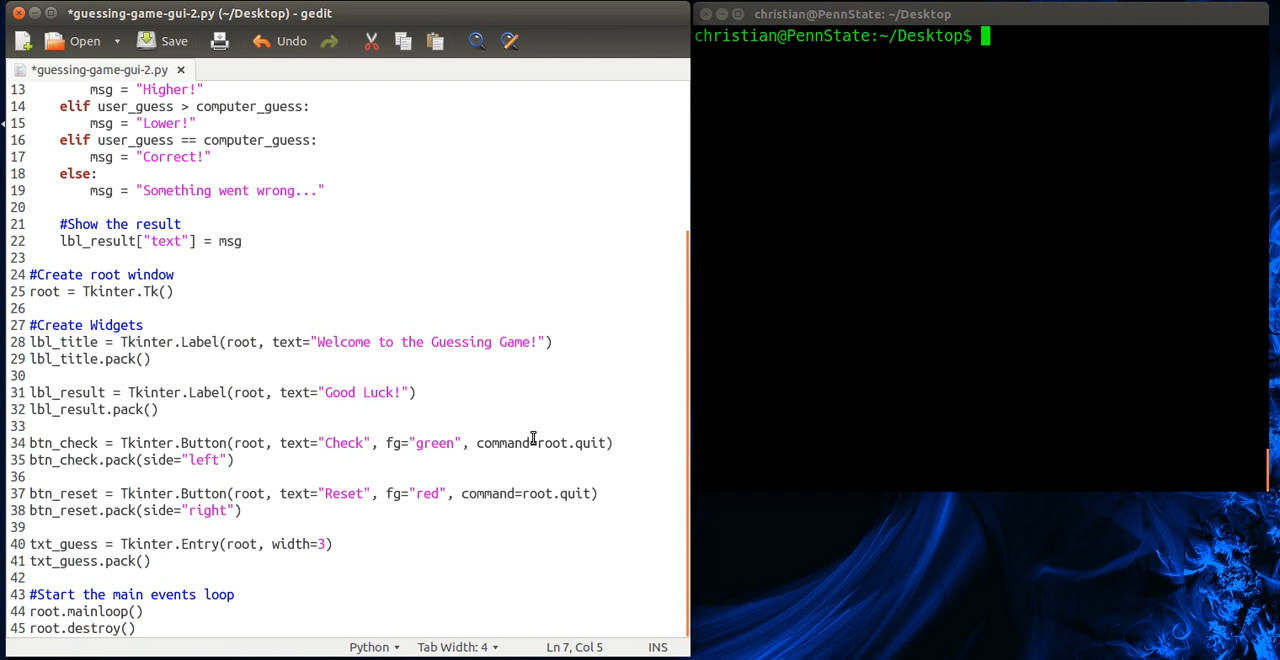 *guessing-game-gui-2.py (~/Desktop) - gedit
Open Save Undo
*guessing-game-gui-2.py
13         msg = "Higher!"
14     elif user_guess > computer_guess:
15         msg = "Lower!"
16     elif user_guess == computer_guess:
17         msg = "Correct!"
18     else:
19         msg = "Something went wrong..."
20
21     #Show the result
22     lbl_result["text"] = msg
23
24 #Create root window
25 root = Tkinter.Tk()
26
27 #Create Widgets
28 lbl_title = Tkinter.Label(root, text="Welcome to the Guessing Game!")
29 lbl_title.pack()
30
31 lbl_result = Tkinter.Label(root, text="Good Luck!")
32 lbl_result.pack()
33
34 btn_check = Tkinter.Button(root, text="Check", fg="green", command=root.quit)
35 btn_check.pack(side="left")
36
37 btn_reset = Tkinter.Button(root, text="Reset", fg="red", command=root.quit)
38 btn_reset.pack(side="right")
39
40 txt_guess = Tkinter.Entry(root, width=3)
41 txt_guess.pack()
42
43 #Start the main events loop
44 root.mainloop()
45 root.destroy()
Python Tab Width: 4 Ln 7, Col 5 INS
christian@PennState: ~/Desktop
christian@PennState:~/Desktop$